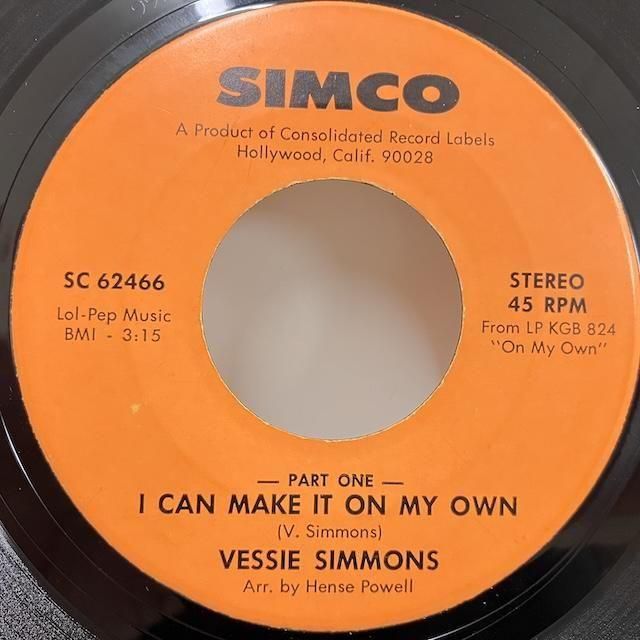 SIMCO
A Product of Consolidated Record Labels
Hollywood, Calif. 90028
SC 62466
Lol-Pep Music
BMI - 3:15
STEREO
45 RPM
From LP KGB 824
"On My Own"
— PART ONE —
I CAN MAKE IT ON MY OWN
(V. Simmons)
VESSIE SIMMONS
Arr. by Hense Powell